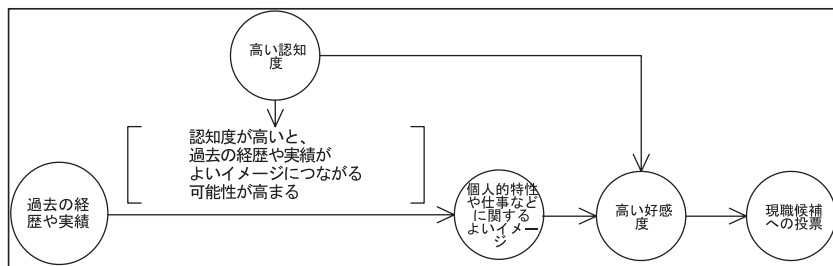 高い認知
度
認知度が高いと、
過去の経歴や実績が
よいイメージにつながる
可能性が高まる
過去の経
歴や実績
個人的特性
や仕事など
に関する
よいイメー
ジ
高い好感
度
現職候補
への投票